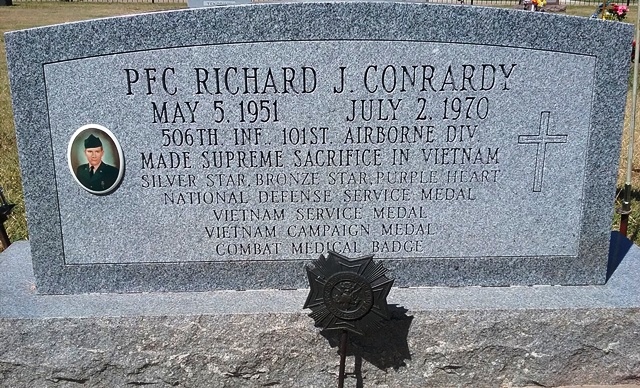 PFC RICHARD J. CONRARDY
MAY 5, 1951 JULY 2, 1970
506TH. INF. 101ST. AIRBORNE DIV.
MADE SUPREME SACRIFICE IN VIETNAM
SILVER STAR, BRONZE STAR, PURPLE HEART
NATIONAL DEFENSE SERVICE MEDAL
VIETNAM SERVICE MEDAL
VIETNAM CAMPAIGN MEDAL
COMBAT MEDICAL BADGE